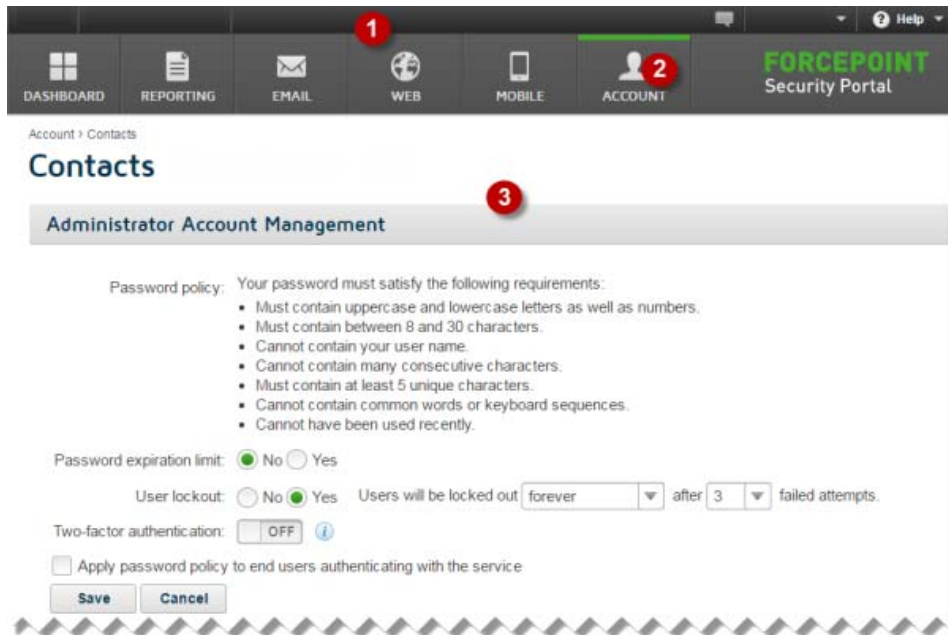 1
Help
DASHBOARD
REPORTING
EMAIL
WEB
MOBILE
ACCOUNT
2
FORCEPOINT
Security Portal
Account › Contacts
Contacts
3
Administrator Account Management
Password policy: Your password must satisfy the following requirements:
• Must contain uppercase and lowercase letters as well as numbers.
• Must contain between 8 and 30 characters.
• Cannot contain your user name.
• Cannot contain many consecutive characters.
• Must contain at least 5 unique characters.
• Cannot contain common words or keyboard sequences.
• Cannot have been used recently.
Password expiration limit: No Yes
User lockout: No Yes Users will be locked out forever after 3 failed attempts.
Two-factor authentication: OFF
Apply password policy to end users authenticating with the service
Save Cancel